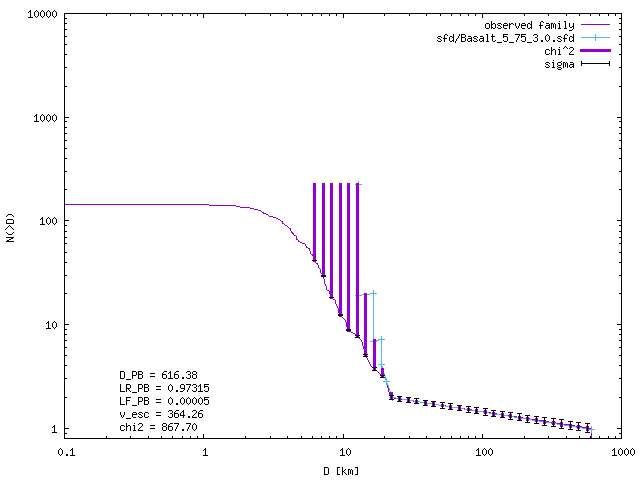 10000
1000
100
10
1
N(>D)
observed family
sfd/Basalt_5_75_3.0.sfd
chi^2
sigma
D_PB = 616.38
LR_PB = 0.97315
LF_PB = 0.00005
v_esc = 364.26
chi2 = 867.70
0.1 1 10 100 1000
D [km]